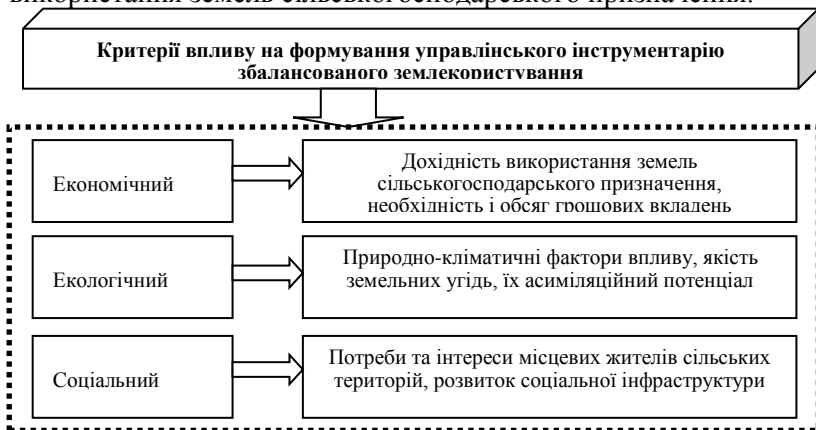 використання земель сільськогосподарського призначення.
Критерії впливу на формування управлінського інструментарію
збалансованого землекористування
Економічний
Дохідність використання земель
сільськогосподарського призначення,
необхідність і обсяг грошових вкладень
Екологічний
Природно-кліматичні фактори впливу, якість
земельних угідь, їх асиміляційний потенціал
Соціальний
Потреби та інтереси місцевих жителів сільських
територій, розвиток соціальної інфраструктури